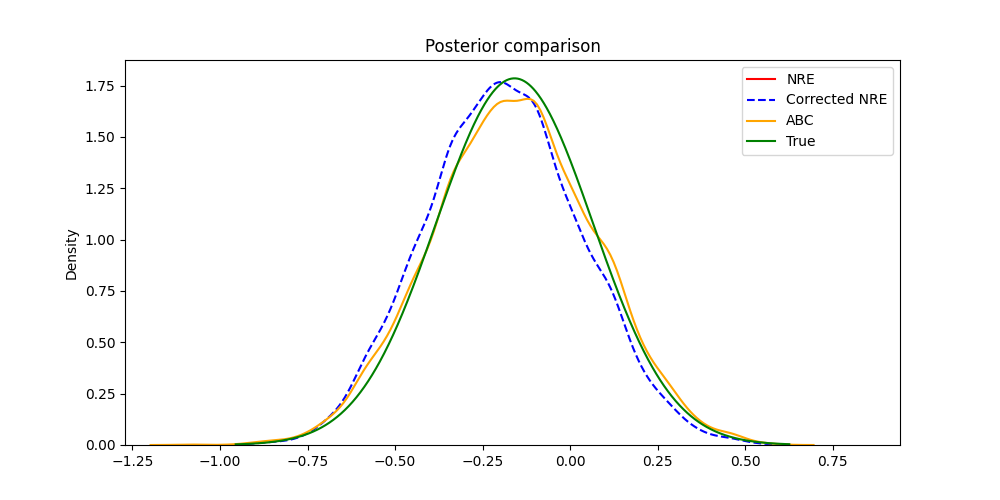 Posterior comparison
NRE
Corrected NRE
ABC
True
Density
1.75
1.50
1.25
1.00
0.75
0.50
0.25
0.00
−1.25 −1.00 −0.75 −0.50 −0.25 0.00 0.25 0.50 0.75